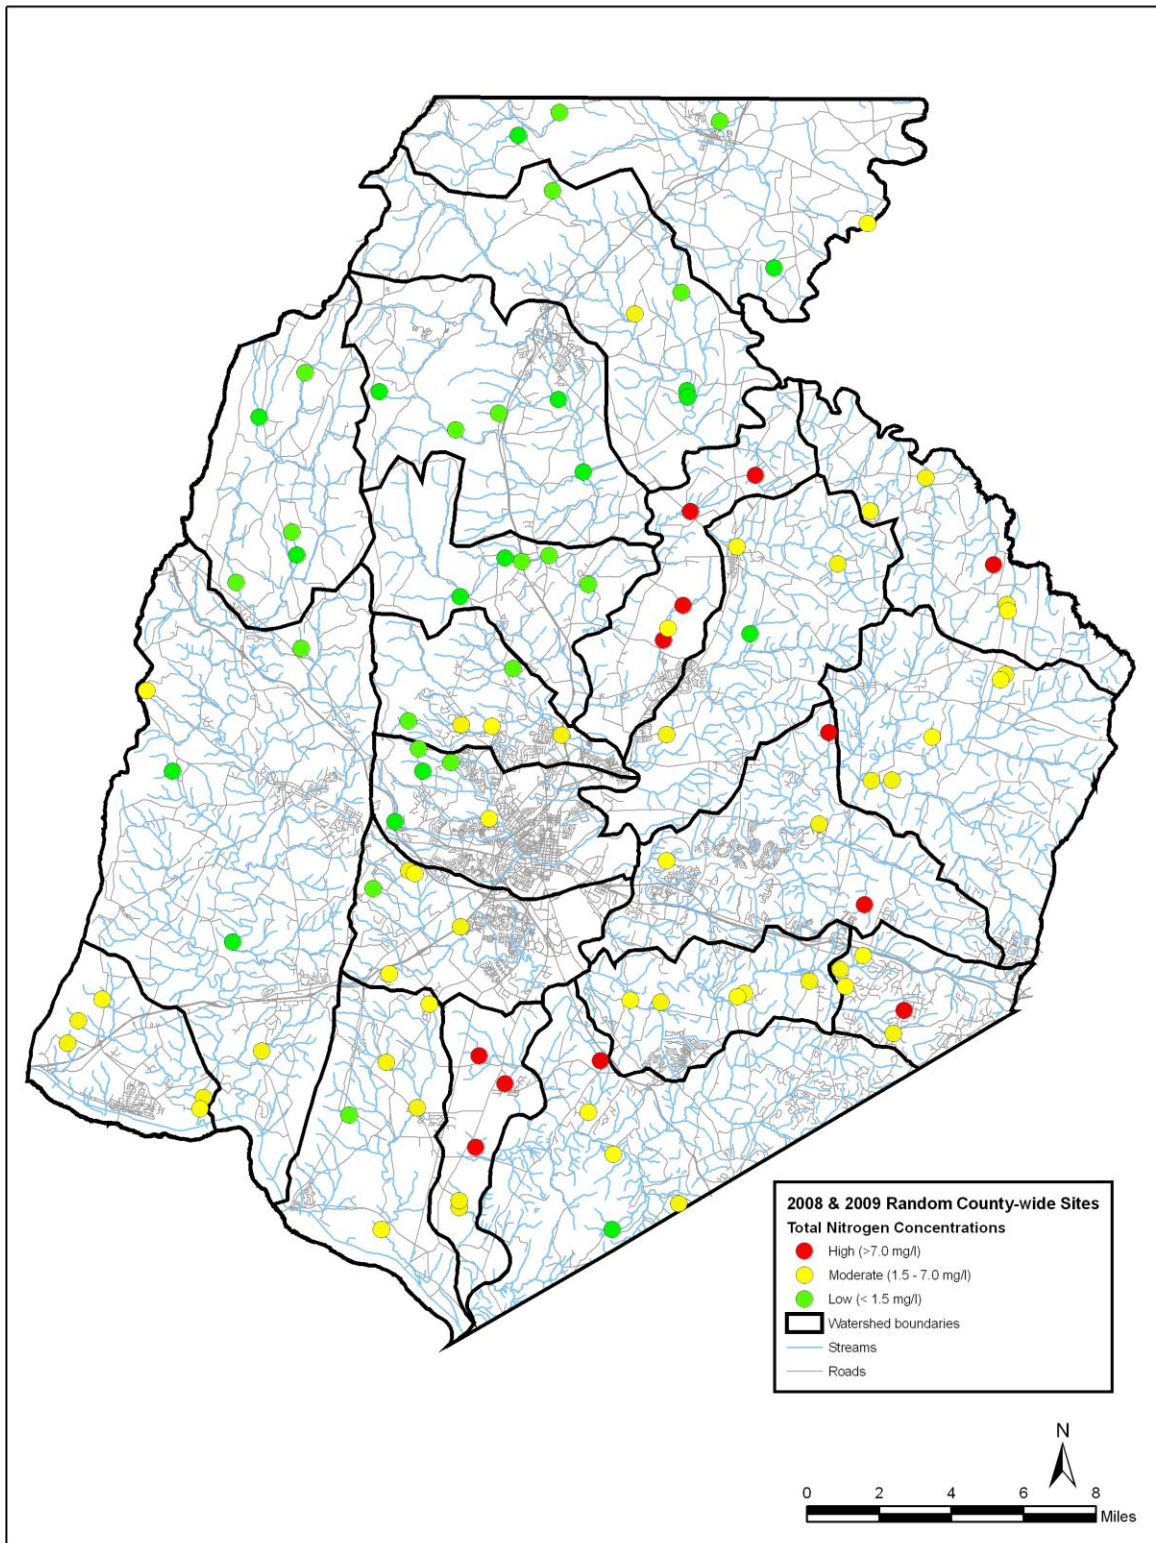 2008 & 2009 Random County-wide Sites
Total Nitrogen Concentrations
High (>7.0 mg/l)
Moderate (1.5 - 7.0 mg/l)
Low (< 1.5 mg/l)
Watershed boundaries
Streams
Roads
N
0 2 4 6 8
Miles